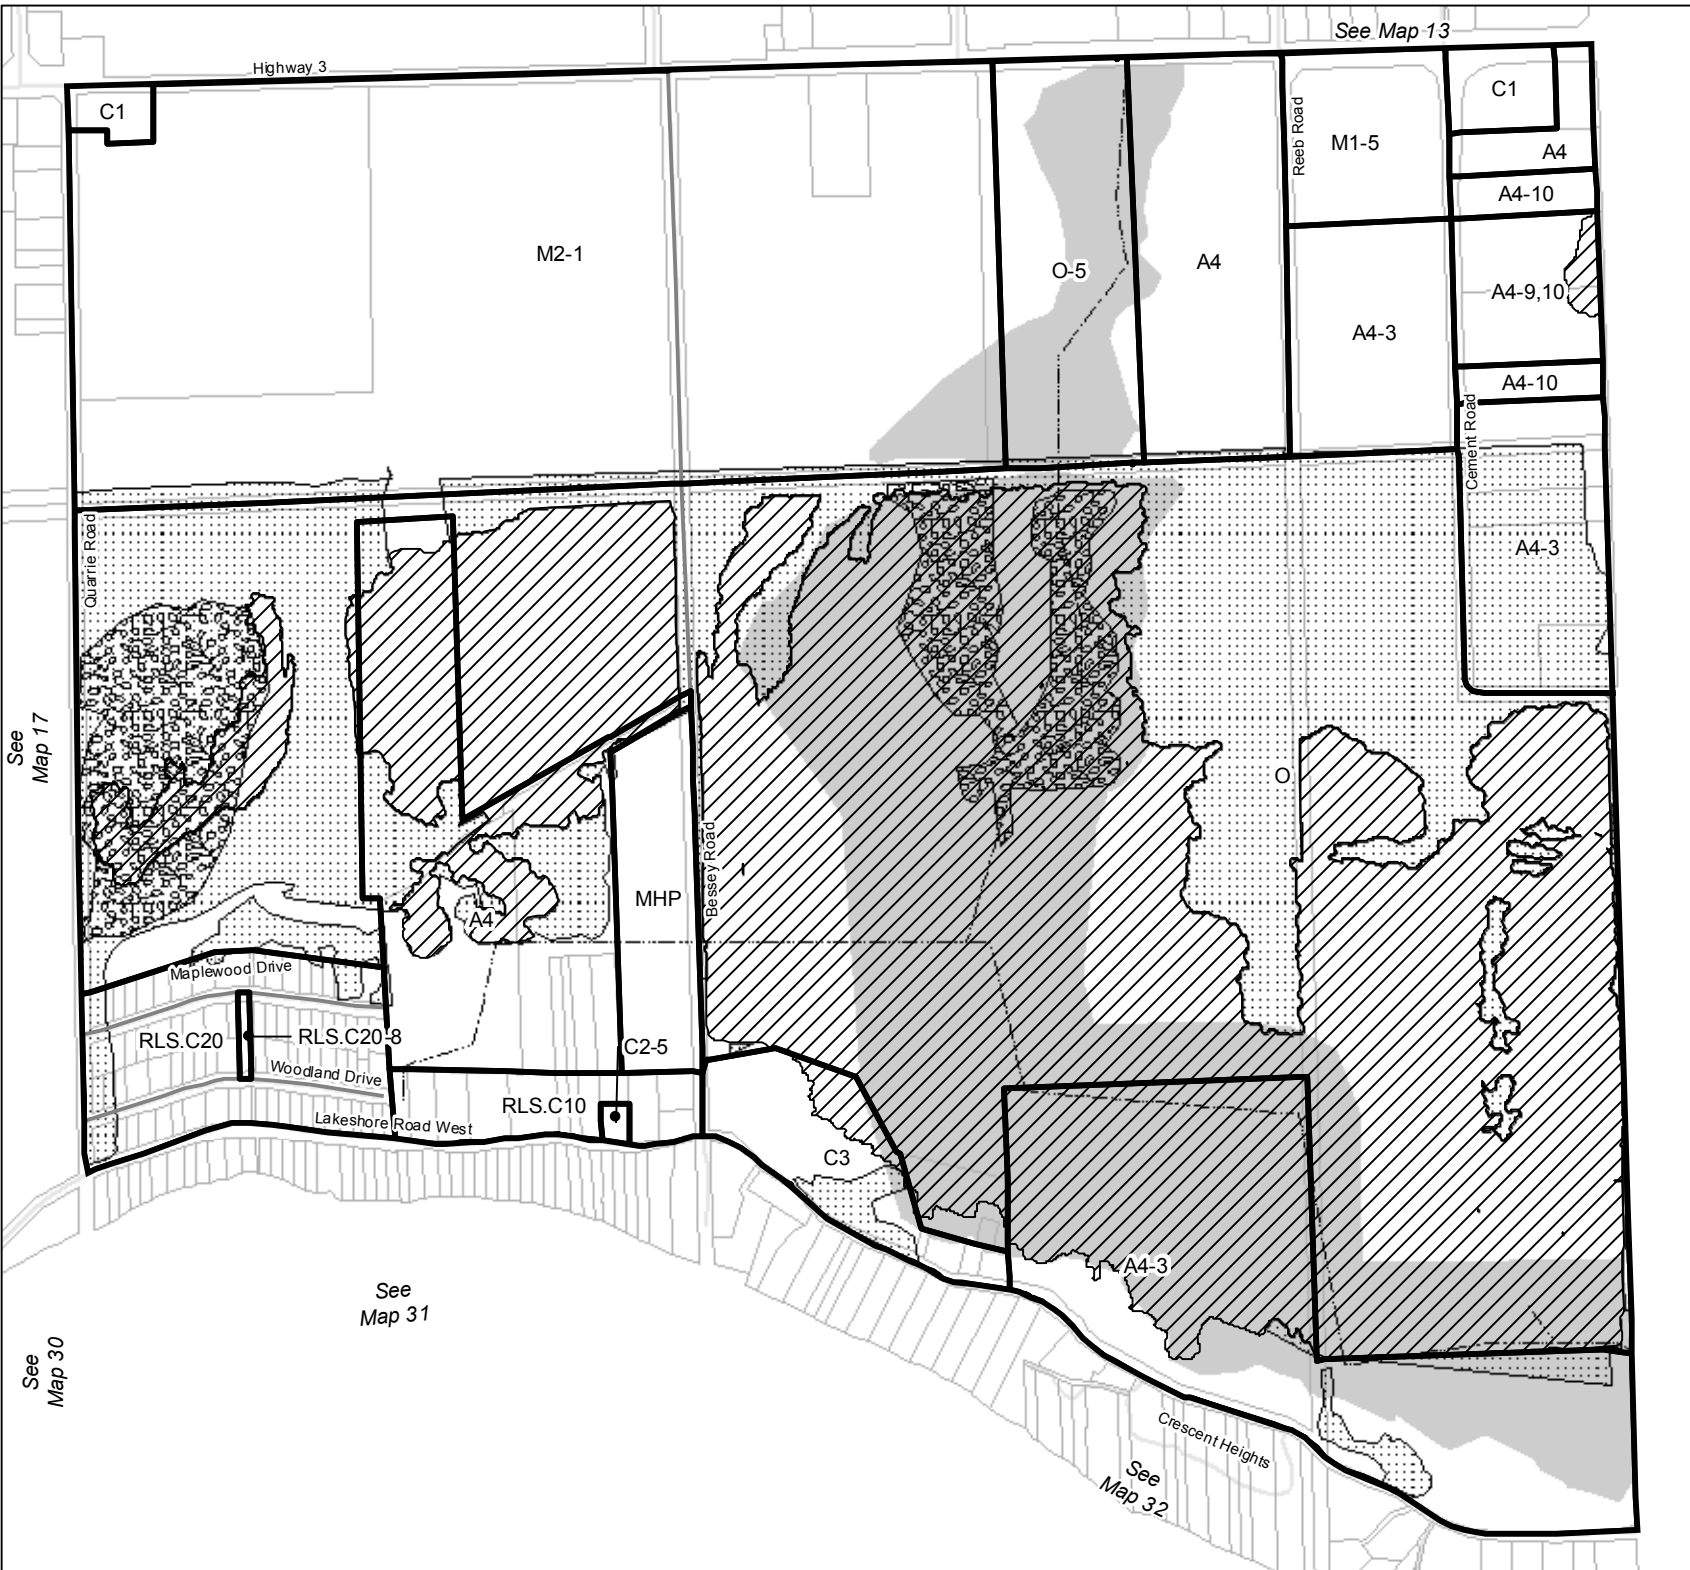 See Map 13
Highway 3
C1
C1
Reeb Road
M1-5
A4
A4-10
M2-1
O-5
A4
A4-9,10
A4-3
A4-10
Cement Road
Quarrie Road
A4-3
See
Map 17
O
Bessey Road
MHP
A4
Maplewood Drive
RLS.C20
RLS.C20-8
C2-5
Woodland Drive
RLS.C10
Lakeshore Road West
C3
A4-3
See
Map 31
See
Map 30
Crescent Heights
See
Map 32